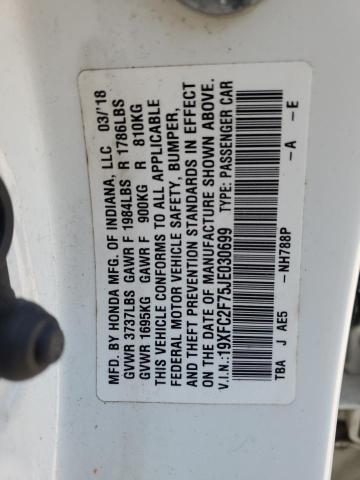 MFD. BY HONDA MFG. OF INDIANA, LLC 03/'18
GVWR 3737LBS GAWR F 1984LBS R 1786LBS
GVWR 1695KG GAWR F 900KG R 810KG
THIS VEHICLE CONFORMS TO ALL APPLICABLE
FEDERAL MOTOR VEHICLE SAFETY, BUMPER,
AND THEFT PREVENTION STANDARDS IN EFFECT
ON THE DATE OF MANUFACTURE SHOWN ABOVE.
V.I.N.:19XFC2F75JE030699 TYPE: PASSENGER CAR
TBA J AE5 -NH788P -A -E